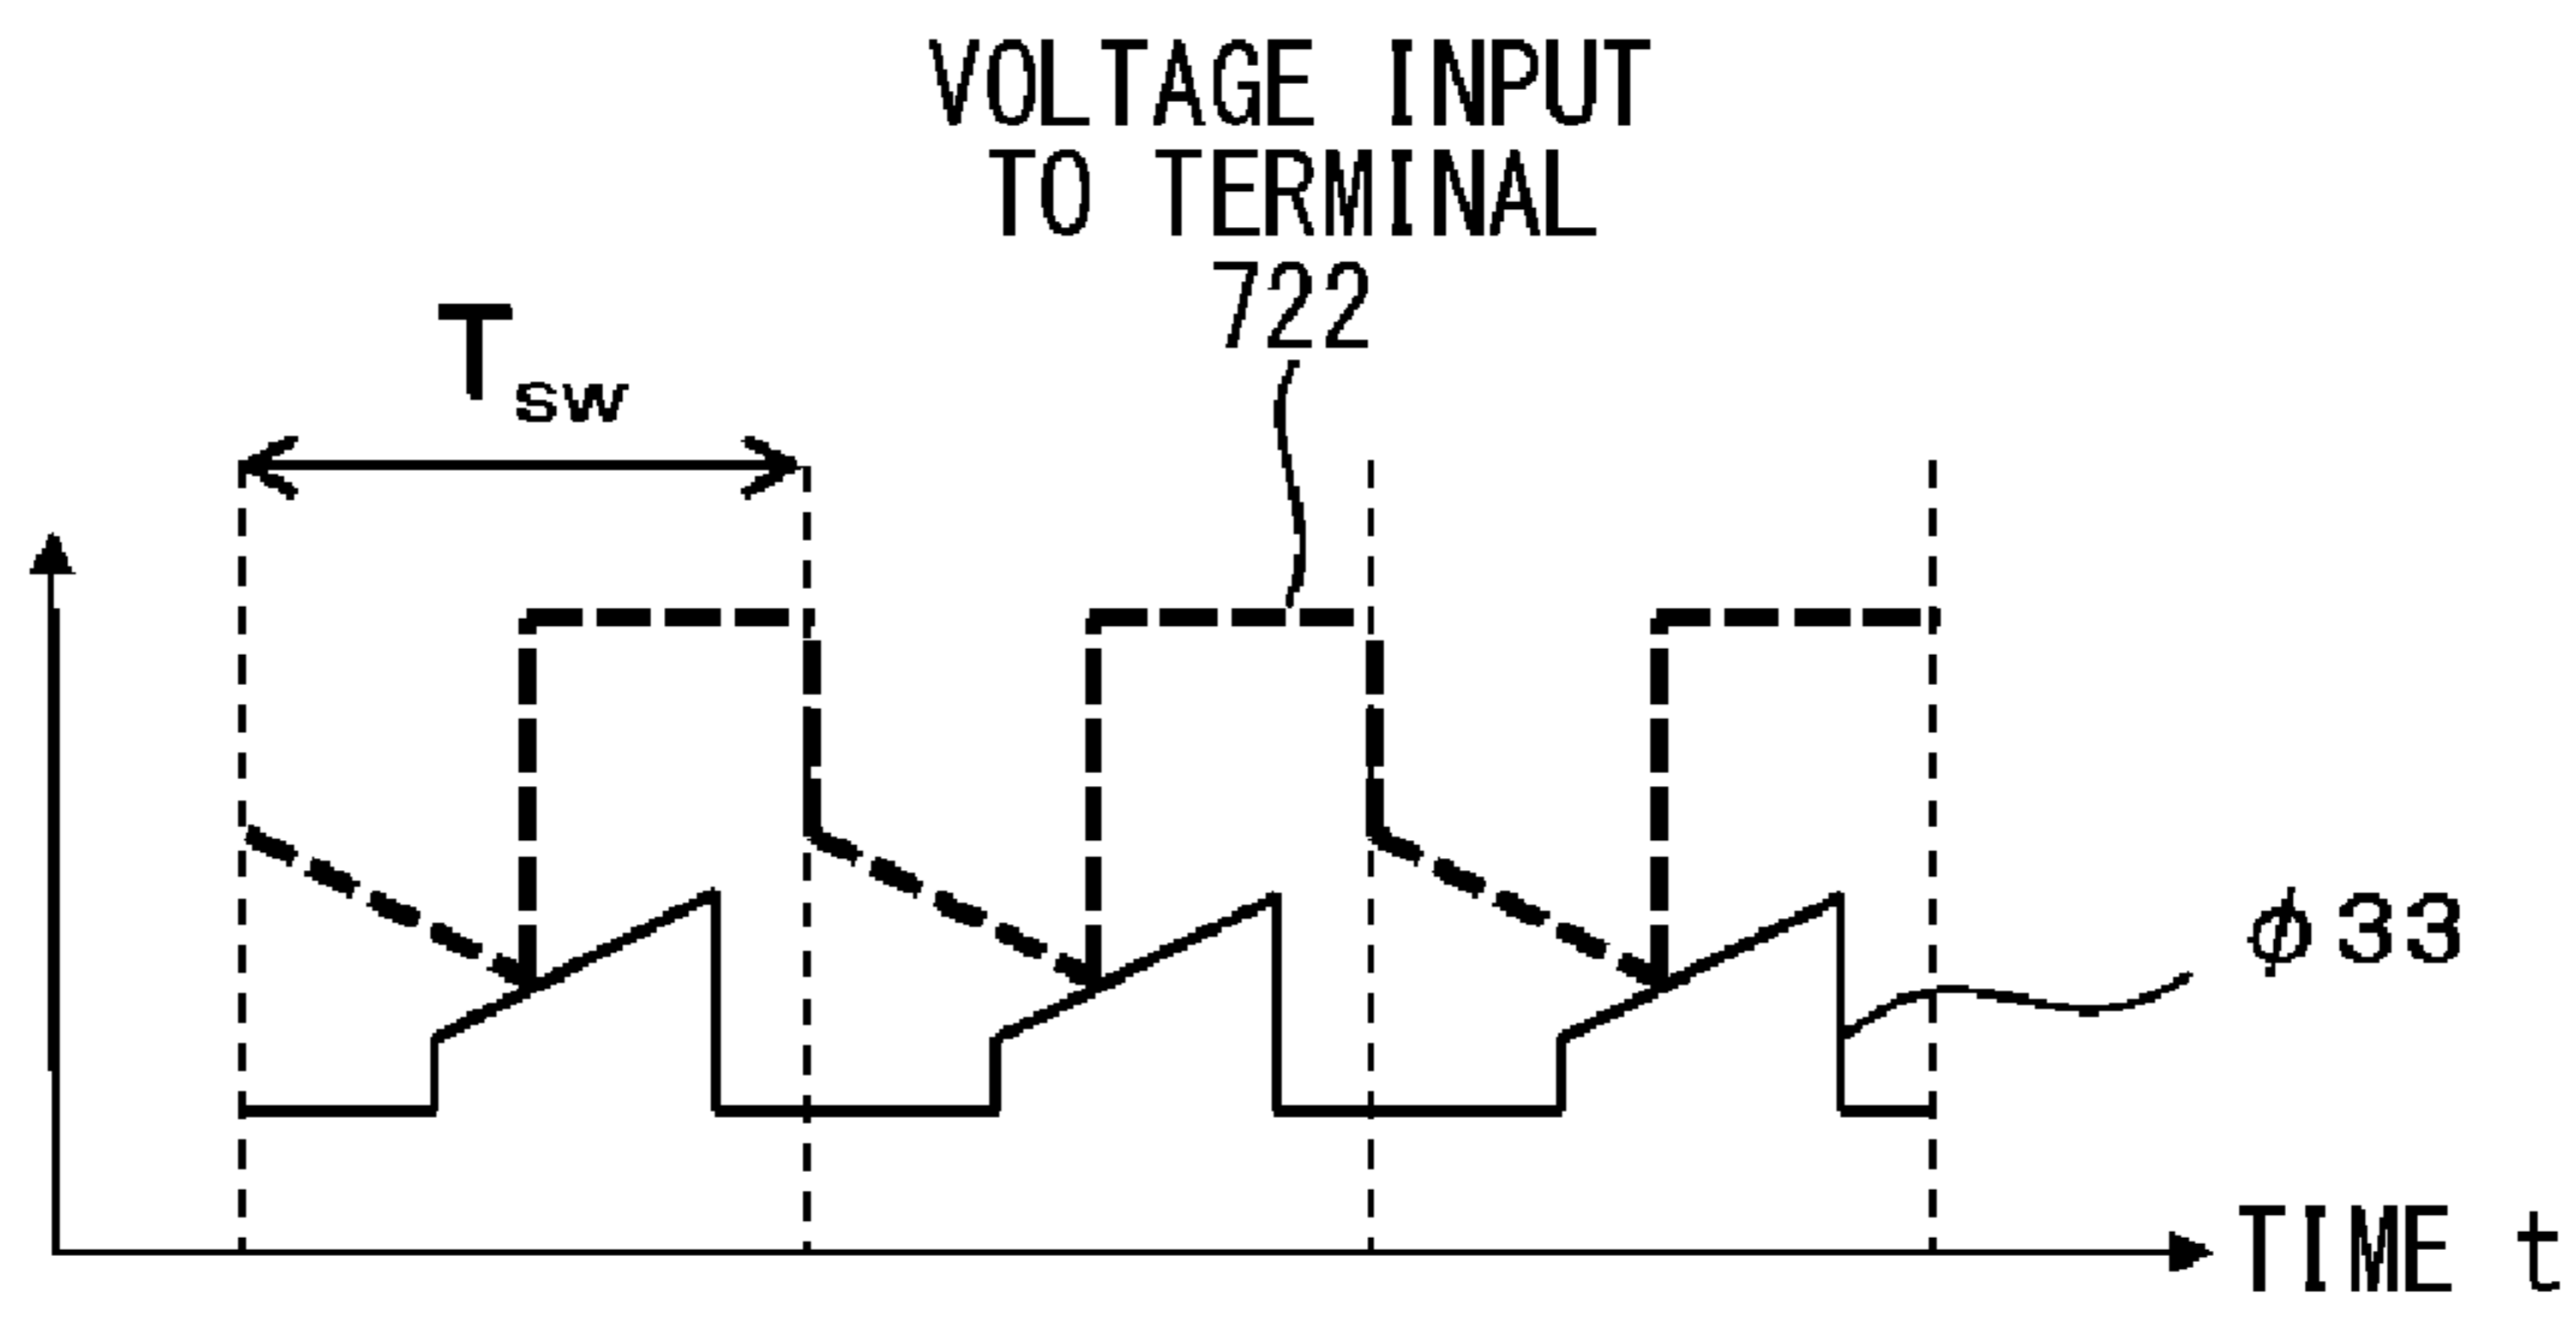 VOLTAGE INPUT
TO TERMINAL
722
Tsw
ϕ33
TIME t